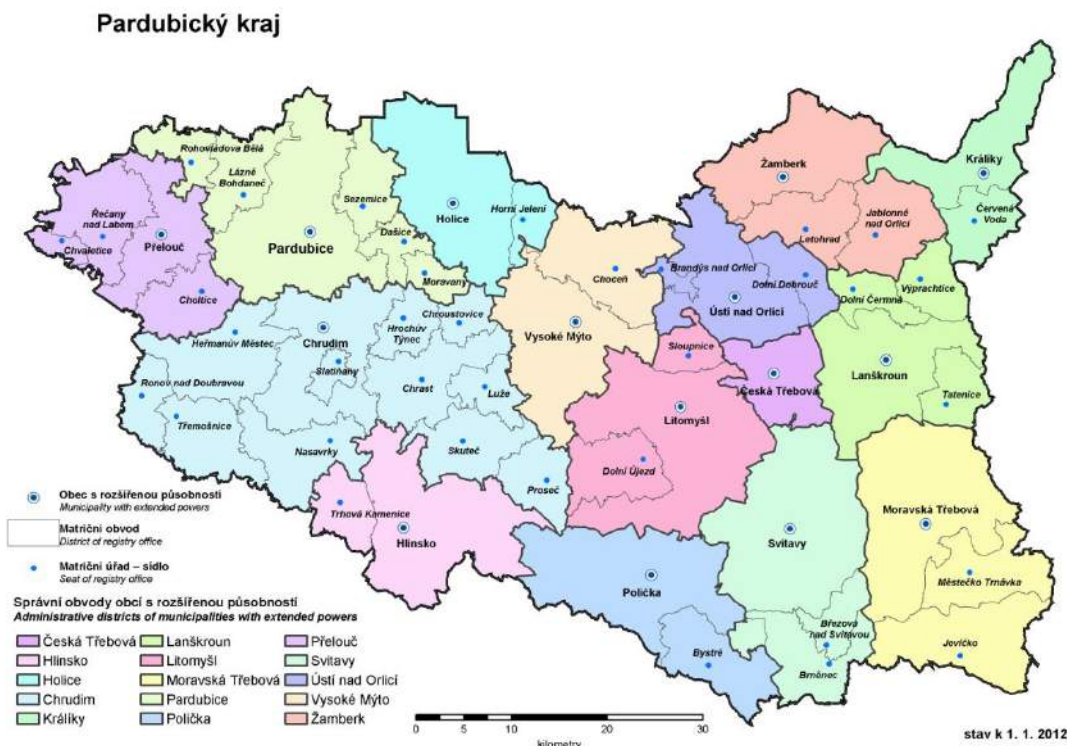 Pardubický kraj
Rohovládova Bělá
Lázně
Bohdaneč
Žamberk
Králíky
Řečany
nad Labem
Sezemice
Holice
Horní Jelení
Červená
Voda
Přelouč
Pardubice
Dašice
Letohrad
Jablonné
nad Orlicí
Chvaletice
Choltice
Moravany
Choceň
Brandýs nad Orlicí
Dolní Dobrouč
Výprachtice
Dolní Čermná
Ústí nad Orlicí
Heřmanův Městec
Chrudim
Hrochův
Týnec
Chroustovice
Vysoké Mýto
Sloupnice
Slatiňany
Lanškroun
Ronov nad Doubravou
Chrast
Luže
Česká Třebová
Tatenice
Třemošnice
Litomyšl
Nasavrky
Skuteč
Dolní Újezd
Proseč
Trhová Kamenice
Hlinsko
Svitavy
Moravská Třebová
Polička
Městečko Trnávka
Březová
nad Svitavou
Bystré
Brněnec
Jevíčko
Obec s rozšířenou působností
Municipality with extended powers
Matriční obvod
District of registry office
Matriční úřad – sídlo
Seat of registry office
Správní obvody obcí s rozšířenou působností
Administrative districts of municipalities with extended powers
Česká Třebová
Lanškroun
Přelouč
Hlinsko
Litomyšl
Svitavy
Holice
Moravská Třebová
Ústí nad Orlicí
Chrudim
Pardubice
Vysoké Mýto
Králíky
Polička
Žamberk
0 5 10 20 30
kilometry
stav k 1. 1. 2012